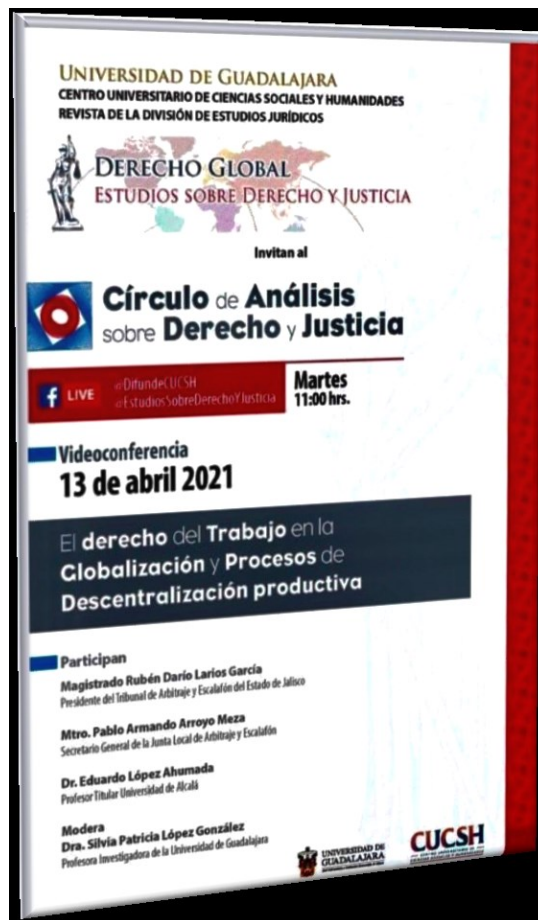 UNIVERSIDAD DE GUADALAJARA
CENTRO UNIVERSITARIO DE CIENCIAS SOCIALES Y HUMANIDADES
REVISTA DE LA DIVISIÓN DE ESTUDIOS JURÍDICOS
DERECHO GLOBAL
ESTUDIOS SOBRE DERECHO Y JUSTICIA
Invitan al
Círculo de Análisis
sobre Derecho y Justicia
f LIVE
@DifundeCUCSH
@EstudiosSobreDerechoYJusticia
Martes
11:00 hrs.
Videoconferencia
13 de abril 2021
El derecho del Trabajo en la
Globalización y Procesos de
Descentralización productiva
Participan
Magistrado Rubén Darío Larios García
Presidente del Tribunal de Arbitraje y Escalafón del Estado de Jalisco
Mtro. Pablo Armando Arroyo Meza
Secretario General de la Junta Local de Arbitraje y Escalafón
Dr. Eduardo López Ahumada
Profesor Titular Universidad de Alcalá
Modera
Dra. Silvia Patricia López González
Profesora Investigadora de la Universidad de Guadalajara
UNIVERSIDAD DE
GUADALAJARA
CUCSH